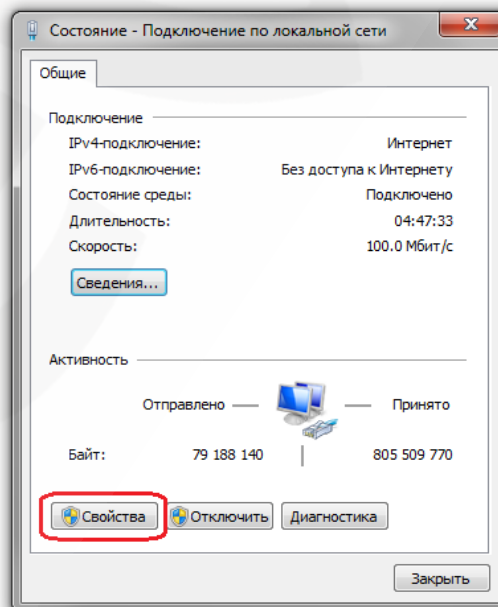 Состояние - Подключение по локальной сети
Общие
Подключение
IPv4-подключение: Интернет
IPv6-подключение: Без доступа к Интернету
Состояние среды: Подключено
Длительность: 04:47:33
Скорость: 100.0 Мбит/с
Сведения...
Активность
Отправлено — — Принято
Байт: 79 188 140 | 805 509 770
Свойства Отключить Диагностика
Закрыть